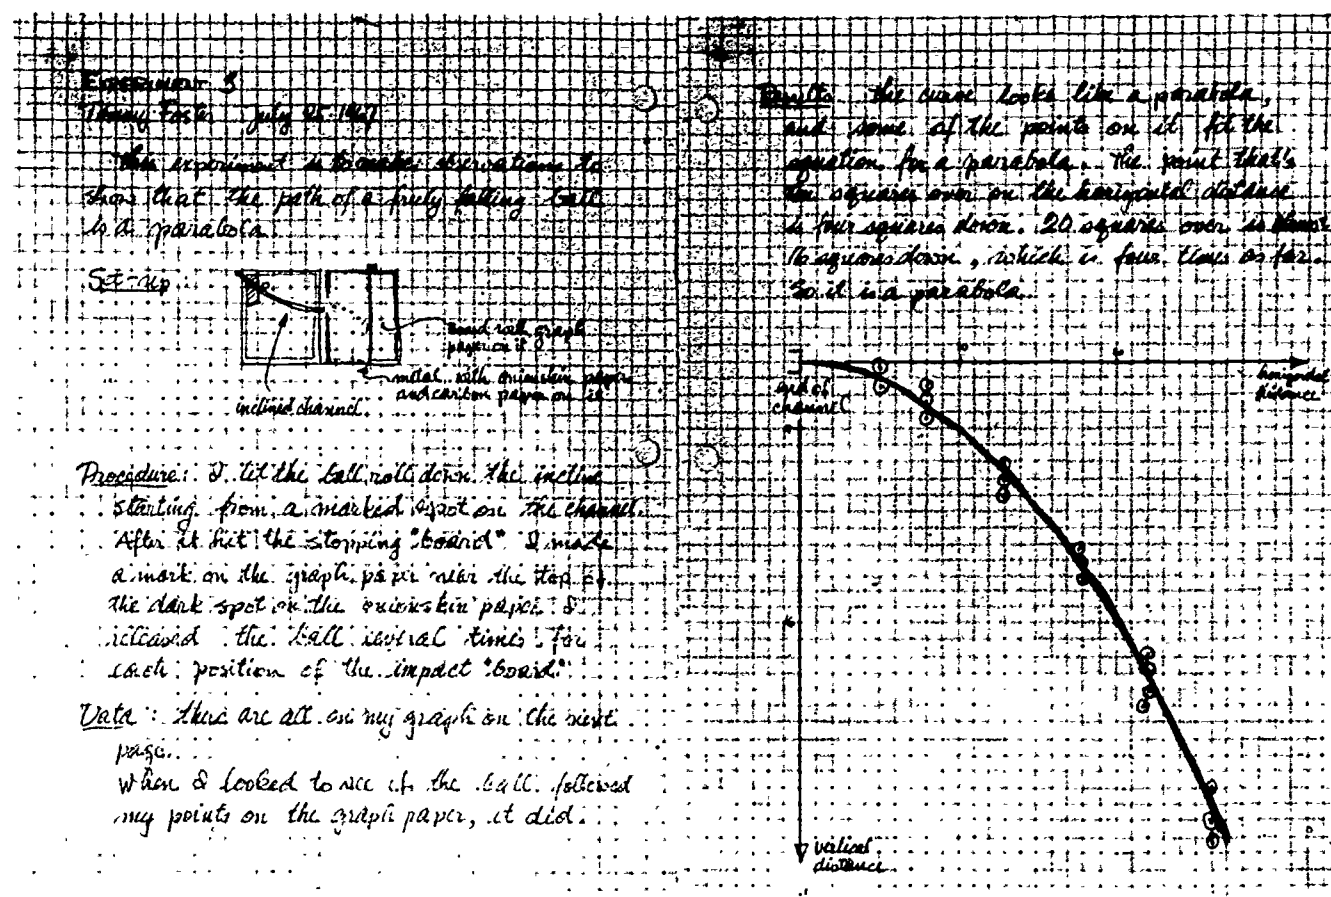 EXPERIMENT 3
Tommy Foster July 25 1967
This experiment is to make observations to
show that the path of a freely falling ball
is a parabola.
Set-up
board with graph
paper on it
metal with onionskin paper
and carbon paper on it
inclined channel.
Procedure: I let the ball roll down the incline
starting from a marked spot on the channel.
After it hit the stopping "board" I made
a mark on the graph paper near the top of
the dark spot on the onionskin paper. I
released the ball several times for
each position of the impact "board".
Data: these are all on my graph on the next
page.
When I looked to see if the ball followed
my points on the graph paper, it did.
Results the curve looks like a parabola,
and some of the points on it fit the
equation for a parabola. The point that's
ten squares over on the horizontal distance
is four squares down. 20 squares over is
16 squares down, which is four times as far.
So it is a parabola.
end of
channel
horizontal
distance
vertical
distance